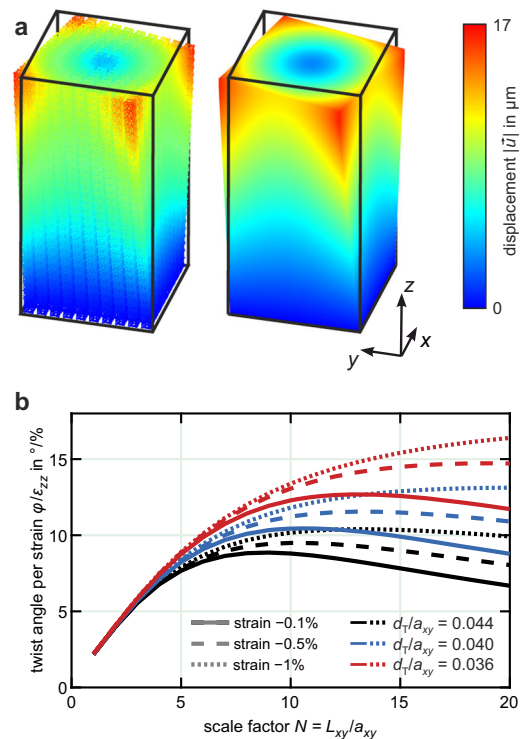 a
17
displacement |u⃗| in µm
0
z
y
x
b
twist angle per strain φ/ε_zz in °/%
15
10
5
0
strain −0.1%
strain −0.5%
strain −1%
d_T/a_xy = 0.044
d_T/a_xy = 0.040
d_T/a_xy = 0.036
0
5
10
15
20
scale factor N = L_xy/a_xy